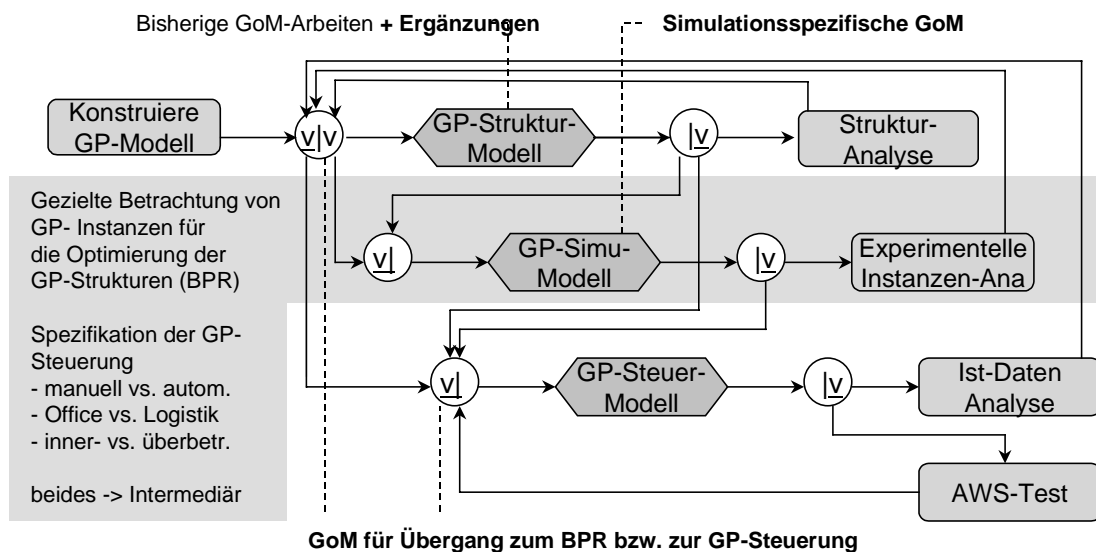 Bisherige GoM-Arbeiten + Ergänzungen
Simulationsspezifische GoM
Konstruiere
GP-Modell
v|v
GP-Struktur-
Modell
|v
Struktur-
Analyse
Gezielte Betrachtung von
GP- Instanzen für
die Optimierung der
GP-Strukturen (BPR)
v|
GP-Simu-
Modell
|v
Experimentelle
Instanzen-Ana
Spezifikation der GP-
Steuerung
- manuell vs. autom.
- Office vs. Logistik
- inner- vs. überbetr.
beides -> Intermediär
v|
GP-Steuer-
Modell
|v
Ist-Daten
Analyse
AWS-Test
GoM für Übergang zum BPR bzw. zur GP-Steuerung